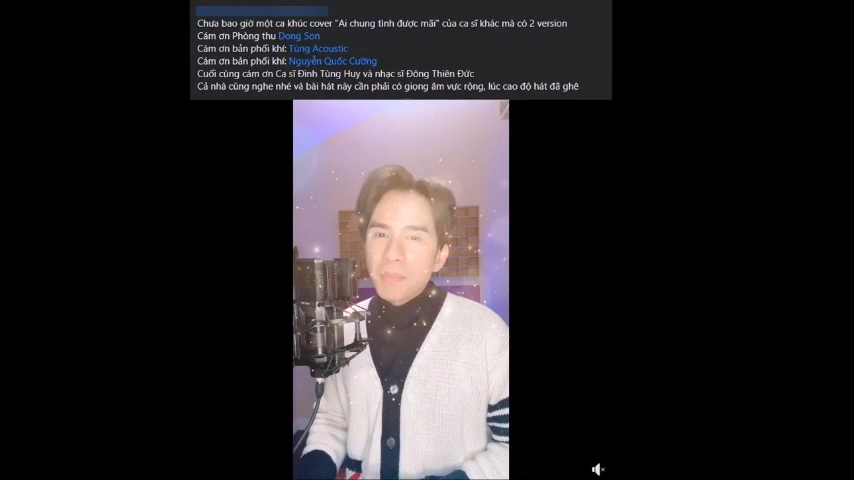 Chưa bao giờ một ca khúc cover "Ai chung tình được mãi" của ca sĩ khác mà có 2 version
Cám ơn Phòng thu Dong Son
Cám ơn bản phối khí: Tùng Acoustic
Cám ơn bản phối khí: Nguyễn Quốc Cường
Cuối cùng cám ơn Ca sĩ Đinh Tùng Huy và nhạc sĩ Đông Thiên Đức
Cả nhà cùng nghe nhé và bài hát này cần phải có giọng âm vực rộng, lúc cao độ hát đã ghê